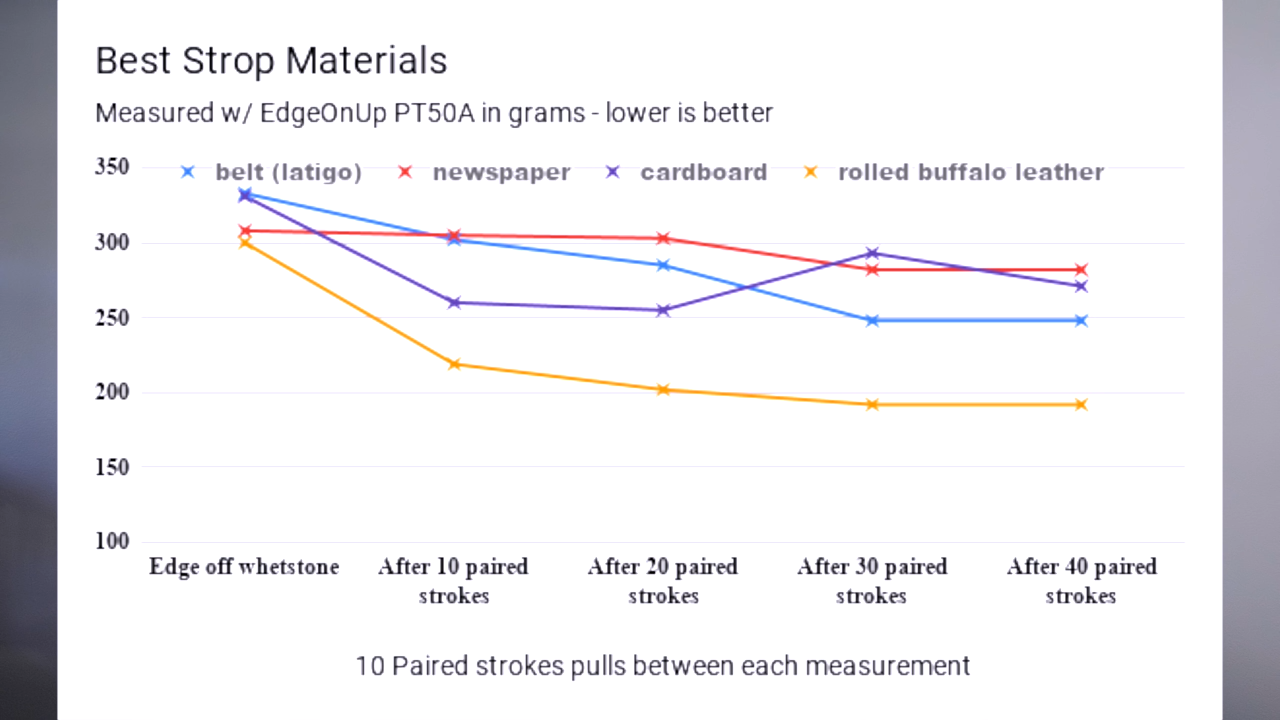 Best Strop Materials
Measured w/ EdgeOnUp PT50A in grams - lower is better
350
belt (latigo) newspaper cardboard rolled buffalo leather
300
250
200
150
100
Edge off whetstone After 10 paired After 20 paired After 30 paired After 40 paired
strokes strokes strokes strokes
10 Paired strokes pulls between each measurement